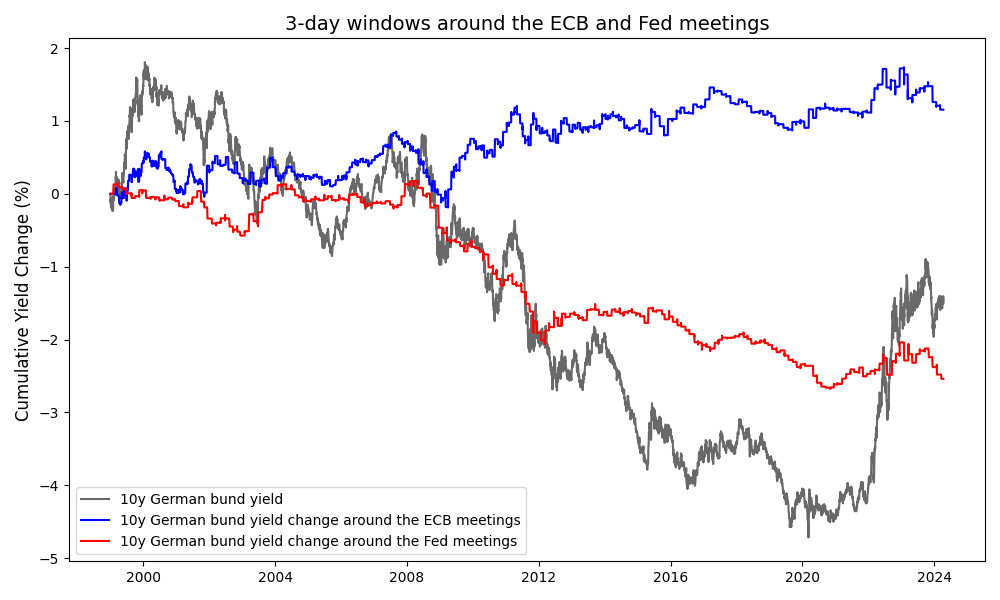 3-day windows around the ECB and Fed meetings
Cumulative Yield Change (%)
2
1
0
−1
−2
−3
−4
−5
10y German bund yield
10y German bund yield change around the ECB meetings
10y German bund yield change around the Fed meetings
2000 2004 2008 2012 2016 2020 2024